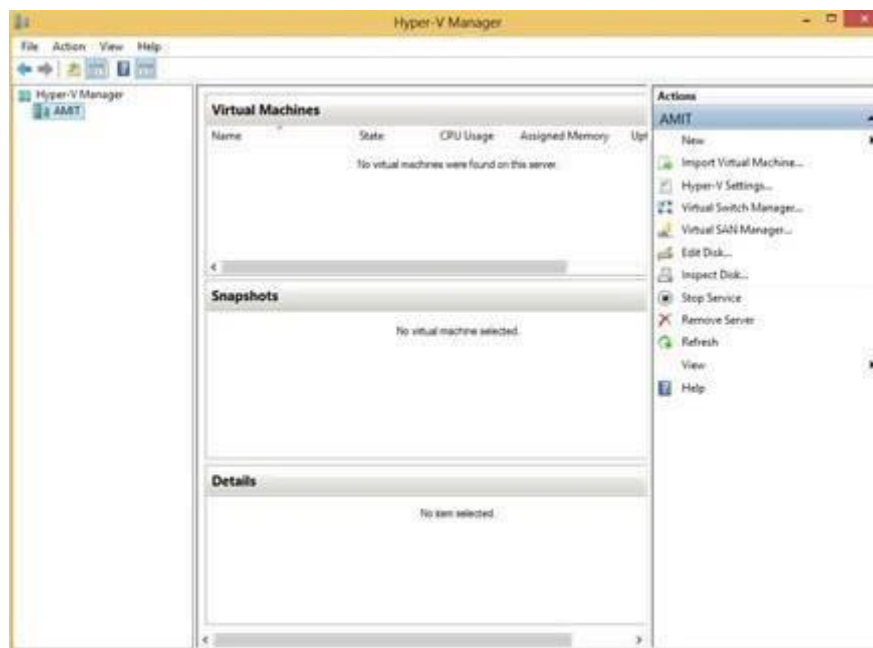 Hyper-V Manager
File Action View Help
Hyper-V Manager
AMIT
Virtual Machines
Name State CPU Usage Assigned Memory Upt
No virtual machines were found on this server.
Snapshots
No virtual machine selected.
Details
No item selected.
Actions
AMIT
New
Import Virtual Machine...
Hyper-V Settings...
Virtual Switch Manager...
Virtual SAN Manager...
Edit Disk...
Inspect Disk...
Stop Service
Remove Server
Refresh
View
Help